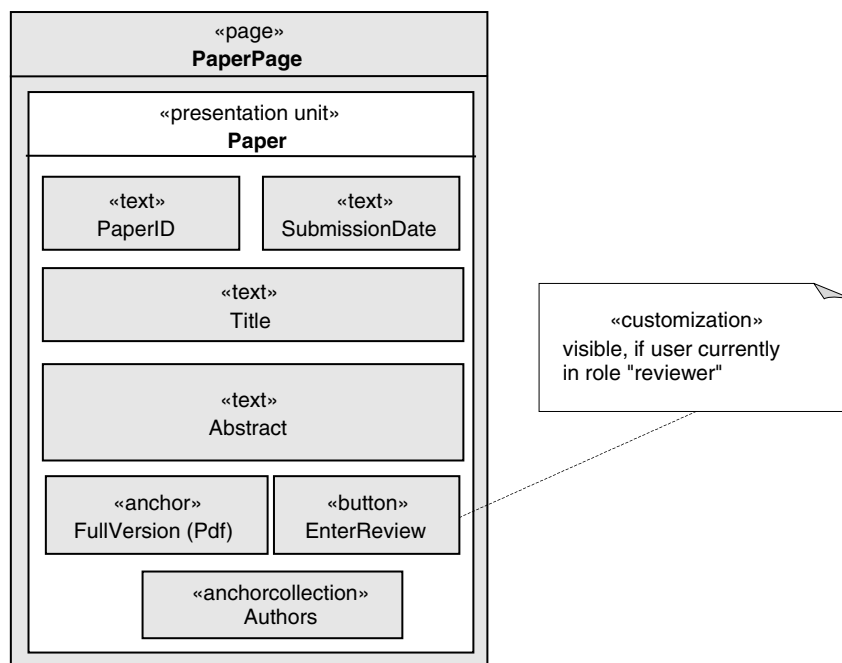 «page»
PaperPage
«presentation unit»
Paper
«text»
PaperID
«text»
SubmissionDate
«text»
Title
«text»
Abstract
«anchor»
FullVersion (Pdf)
«button»
EnterReview
«anchorcollection»
Authors
«customization»
visible, if user currently
in role "reviewer"